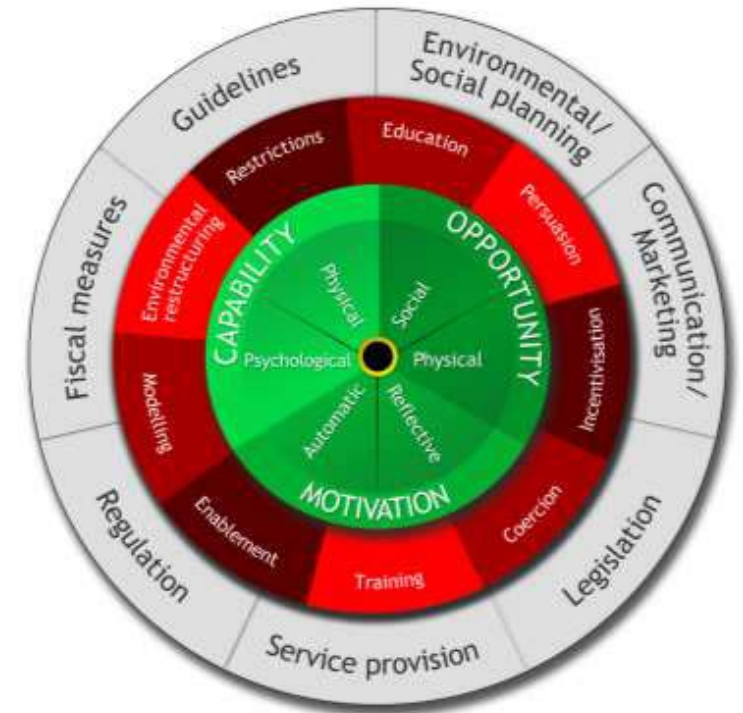 Guidelines
Environmental/
Social planning
Communication/
Marketing
Legislation
Service provision
Regulation
Fiscal measures
Restrictions
Education
Persuasion
Incentivisation
Coercion
Training
Enablement
Modelling
Environmental
restructuring
CAPABILITY
OPPORTUNITY
MOTIVATION
Physical
Social
Psychological
Physical
Automatic
Reflective